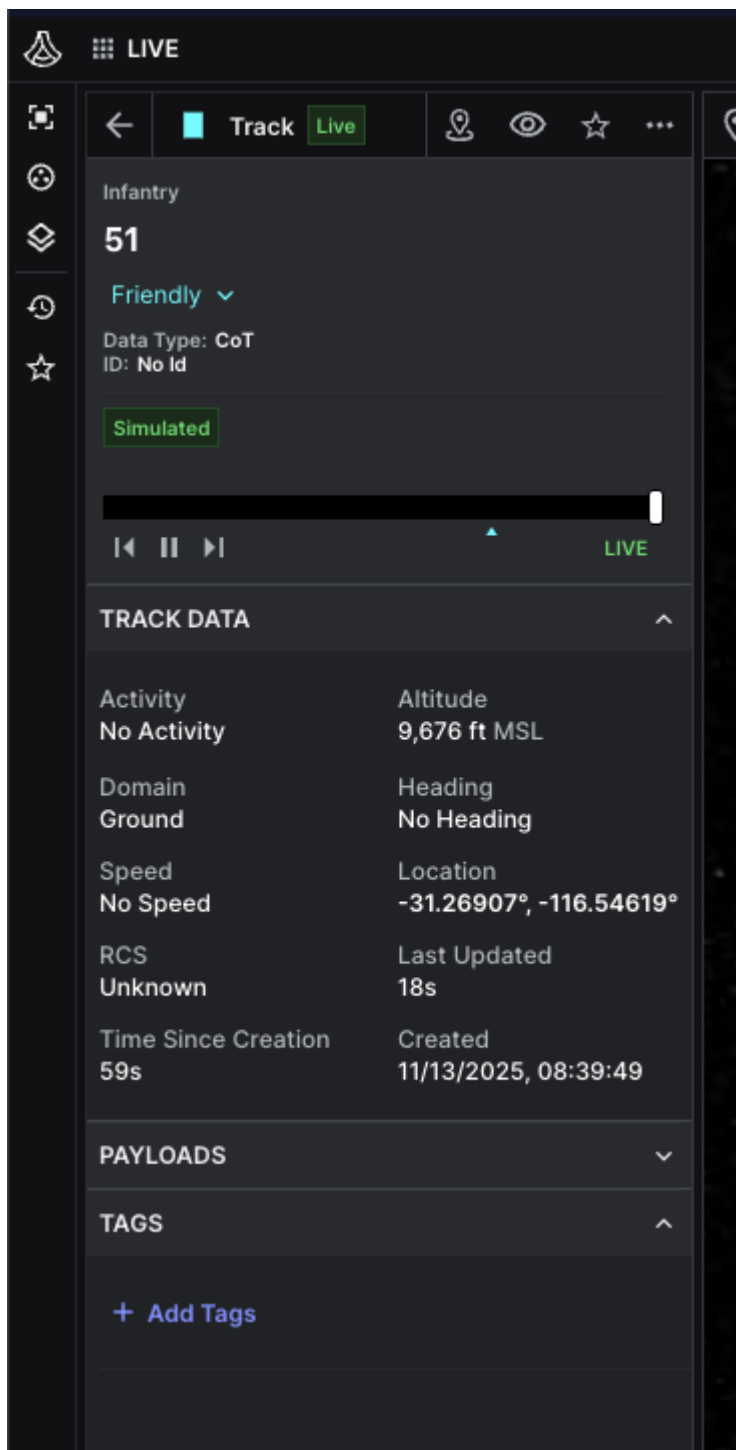 LIVE
Track Live
Infantry
51
Friendly
Data Type: CoT
ID: No Id
Simulated
LIVE
TRACK DATA
Activity Altitude
No Activity 9,676 ft MSL
Domain Heading
Ground No Heading
Speed Location
No Speed -31.26907°, -116.54619°
RCS Last Updated
Unknown 18s
Time Since Creation Created
59s 11/13/2025, 08:39:49
PAYLOADS
TAGS
+ Add Tags